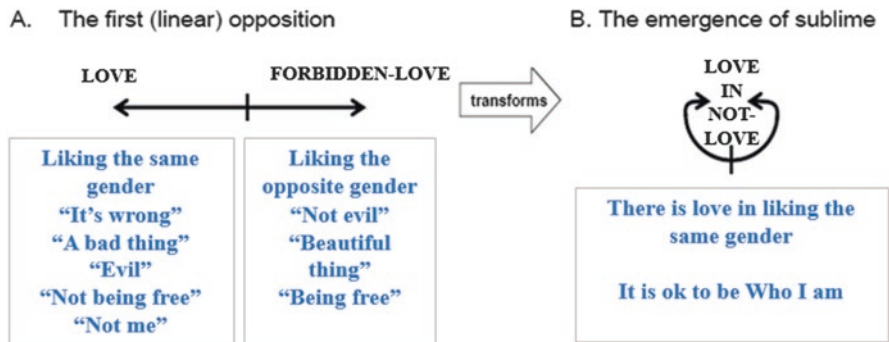 A. The first (linear) opposition
LOVE
FORBIDDEN-LOVE
Liking the same
gender
“It’s wrong”
“A bad thing”
“Evil”
“Not being free”
“Not me”
Liking the
opposite gender
“Not evil”
“Beautiful
thing”
“Being free”
transforms
B. The emergence of sublime
LOVE
IN
NOT-
LOVE
There is love in liking the
same gender
It is ok to be Who I am